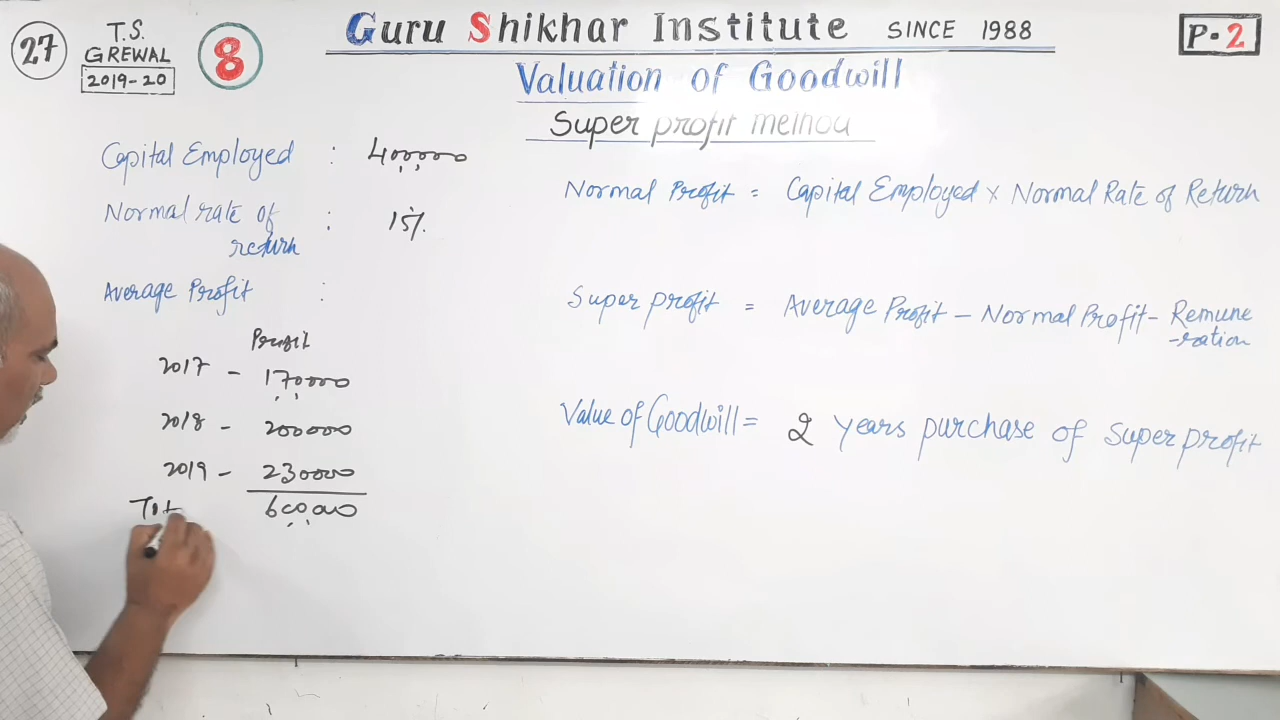 27
T.S.
GREWAL
2019-20
8
Guru Shikhar Institute SINCE 1988
P.2
Valuation of Goodwill
Super profit method
Capital Employed : 400000
Normal rate of
return : 15%
Average Profit :
Profit
2017 - 170000
2018 - 200000
2019 - 230000
Tot 600000
Normal Profit = Capital Employed x Normal Rate of Return
Super profit = Average Profit - Normal Profit - Remune
-ration
Value of Goodwill = 2 years purchase of super profit